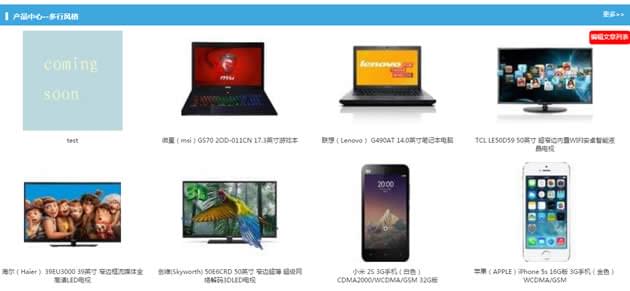 产品中心--多行风格
更多>>
编辑文章列表
coming
soon
msi
lenovo
20:00
test
微星（msi）GS70 2OD-011CN 17.3英寸游戏本
联想（Lenovo） G490AT 14.0英寸笔记本电脑
TCL LE50D59 50英寸 超窄边内置WIFI安卓智能液
晶电视
海尔（Haier） 39EU3000 39英寸 窄边框流媒体全
高清LED电视
创维(Skyworth) 50E6CRD 50英寸 窄边超薄 超级网
络解码3DLED电视
小米 2S 3G手机（白色）
CDMA2000/WCDMA/GSM 32G版
苹果（APPLE）iPhone 5s 16G版 3G手机（金色）
WCDMA/GSM